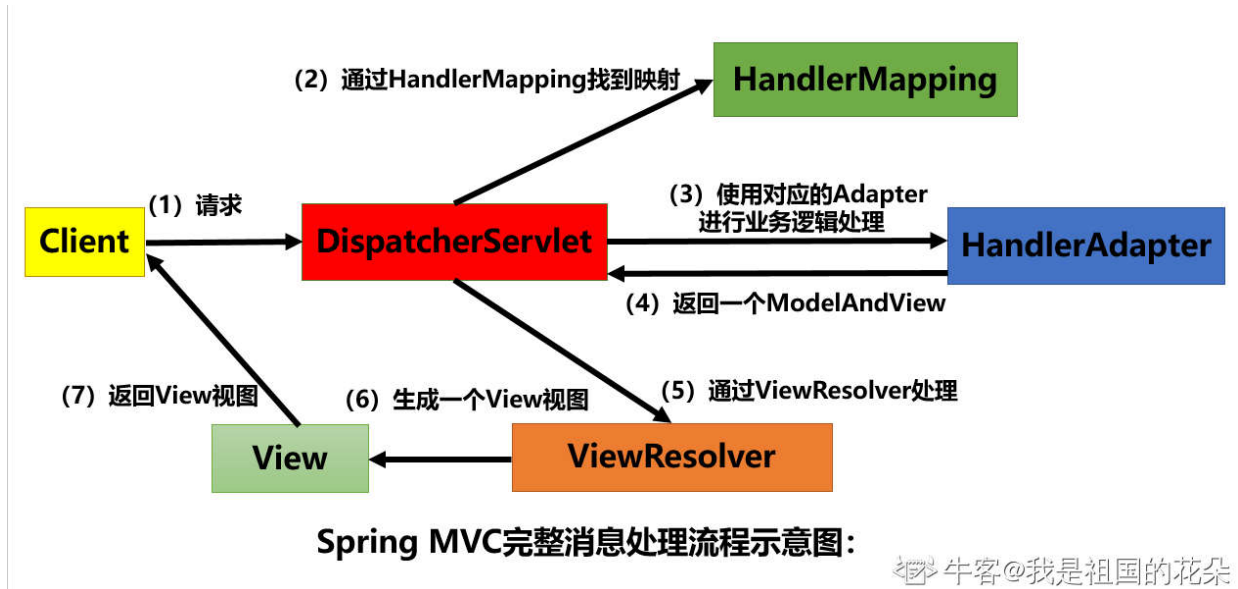 (2) 通过HandlerMapping找到映射
HandlerMapping
(1) 请求
(3) 使用对应的Adapter
进行业务逻辑处理
Client
DispatcherServlet
HandlerAdapter
(4) 返回一个ModelAndView
(7) 返回View视图
(6) 生成一个View视图
(5) 通过ViewResolver处理
View
ViewResolver
Spring MVC完整消息处理流程示意图:
牛客@我是祖国的花朵